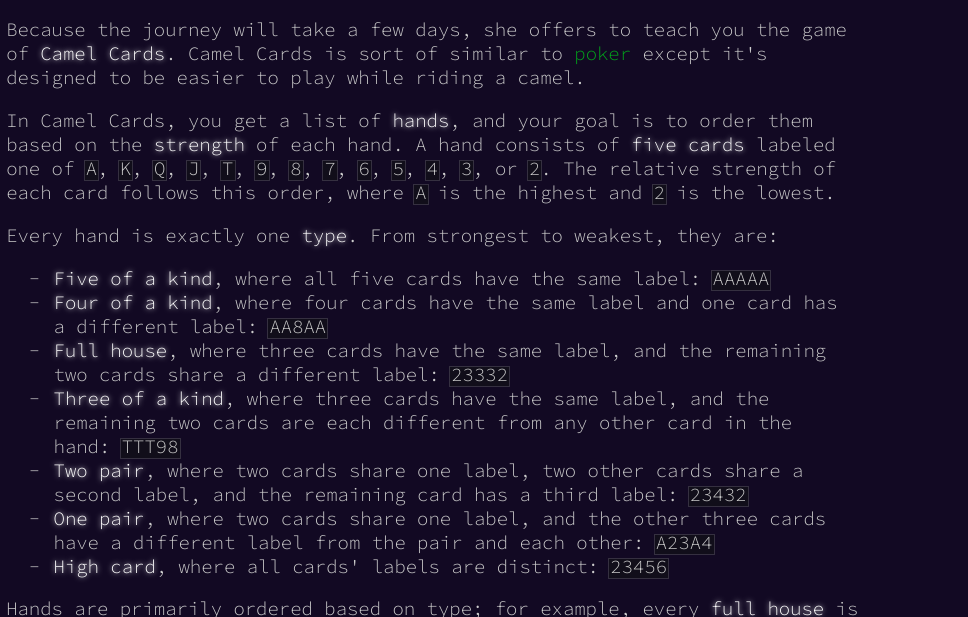 Because the journey will take a few days, she offers to teach you the game
of Camel Cards. Camel Cards is sort of similar to poker except it's
designed to be easier to play while riding a camel.
In Camel Cards, you get a list of hands, and your goal is to order them
based on the strength of each hand. A hand consists of five cards labeled
one of A, K, Q, J, T, 9, 8, 7, 6, 5, 4, 3, or 2. The relative strength of
each card follows this order, where A is the highest and 2 is the lowest.
Every hand is exactly one type. From strongest to weakest, they are:
- Five of a kind, where all five cards have the same label: AAAAA
- Four of a kind, where four cards have the same label and one card has
a different label: AA8AA
- Full house, where three cards have the same label, and the remaining
two cards share a different label: 23332
- Three of a kind, where three cards have the same label, and the
remaining two cards are each different from any other card in the
hand: TTT98
- Two pair, where two cards share one label, two other cards share a
second label, and the remaining card has a third label: 23432
- One pair, where two cards share one label, and the other three cards
have a different label from the pair and each other: A23A4
- High card, where all cards' labels are distinct: 23456
Hands are primarily ordered based on type; for example, every full house is